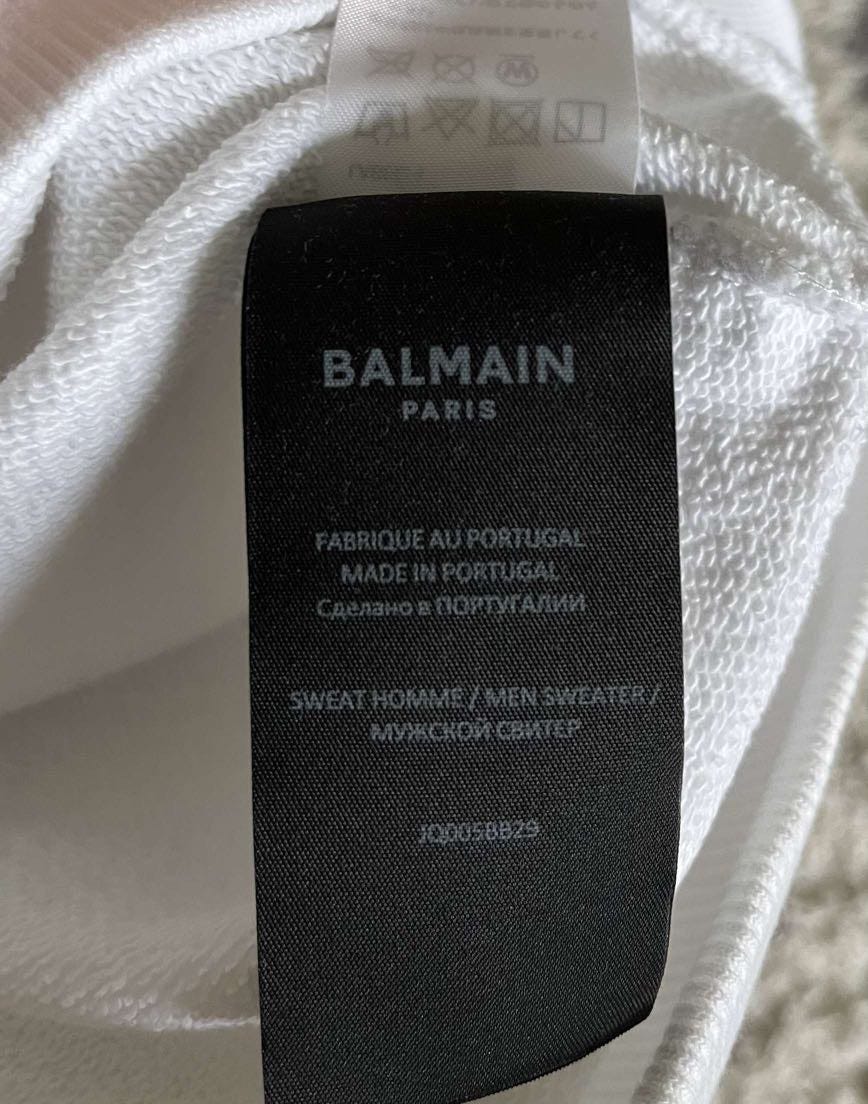 BALMAIN
PARIS
FABRIQUE AU PORTUGAL
MADE IN PORTUGAL
Сделано в ПОРТУГАЛИИ
SWEAT HOMME / MEN SWEATER /
МУЖСКОЙ СВИТЕР
JQ005BB29